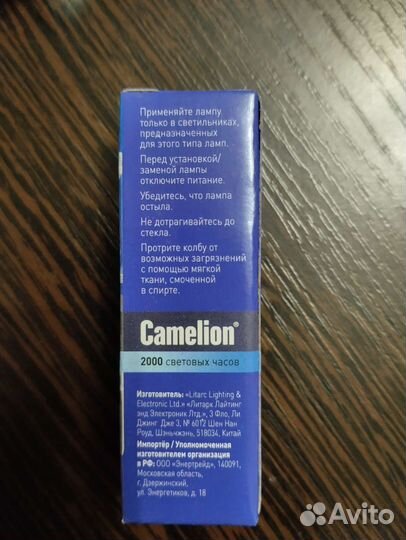 Применяйте лампу
только в светильниках,
предназначенных
для этого типа ламп.
Перед установкой/
заменой лампы
отключите питание.
Убедитесь, что лампа
остыла.
Не дотрагивайтесь до
стекла.
Протрите колбу от
возможных загрязнений
с помощью мягкой
ткани, смоченной
в спирте.
Camelion®
2000 световых часов
Изготовитель: «Litarc Lighting &
Electronic Ltd.» «Литарк Лайтинг
энд Электроник Лтд.», 3 Фло, Ли
Джинг Дже 3, № 6012 Шен Нан
Роуд, Шэньчжэнь, 518034, Китай
Импортёр / Уполномоченная
изготовителем организация
в РФ: ООО «Энертрейд», 140091,
Московская область,
г. Дзержинский,
ул. Энергетиков, д. 18
Avito